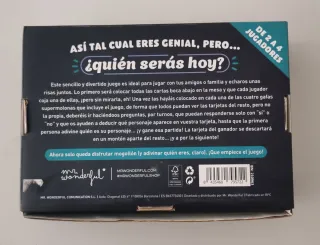 DE 2 A 4
JUGADORES
ASÍ TAL CUAL ERES GENIAL, PERO...
¿quién serás hoy?
Este sencillo y divertido juego es ideal para jugar con tus amigos o familia y echaros unas
risas. Lo primero será colocar todas las cartas boca abajo en la mesa y que cada jugador
coja una de ellas, ¡pero sin mirarla, eh! Una vez las hayáis colocado en cada una de las cuatro gafas
supermolonas que incluye el juego, de forma que todos puedan ver las tarjetas del resto, pero no
la propia, deberéis ir haciéndoos preguntas, por turnos, que puedan responderse solo con "sí" o
"no" y que os ayuden a deducir qué personaje aparece en vuestra tarjeta, hasta que la primera
persona adivine quién es su personaje... ¡y gane esa partida! La tarjeta del ganador se descartará
en un montón aparte del resto... ¡y a por la siguiente!
Ahora solo queda disfrutar mogollón (y adivinar quién eres, claro). ¡Que empiece el juego!
mr.
wonderful*
MRWONDERFUL.COM
@MRWONDERFULSHOP
FSC
MR. WONDERFUL COMUNICATION S.L.